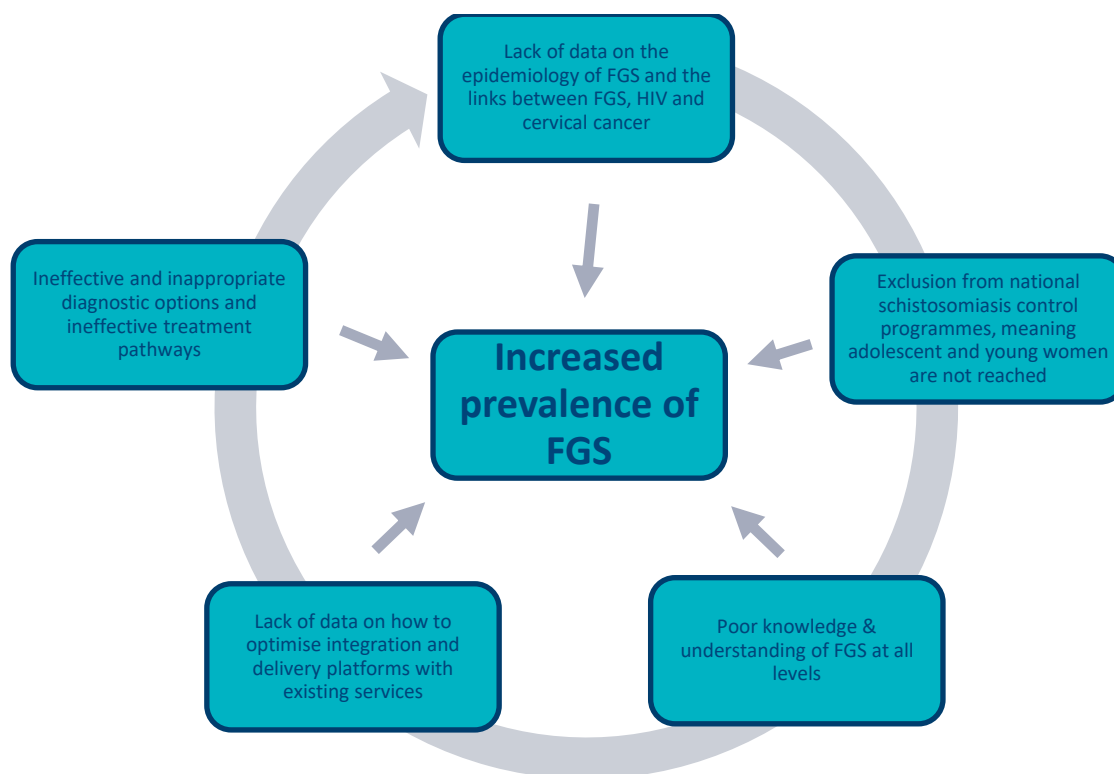 Lack of data on the
epidemiology of FGS and the
links between FGS, HIV and
cervical cancer
Ineffective and inappropriate
diagnostic options and
ineffective treatment
pathways
Exclusion from national
schistosomiasis control
programmes, meaning
adolescent and young women
are not reached
Increased
prevalence of
FGS
Lack of data on how to
optimise integration and
delivery platforms with
existing services
Poor knowledge &
understanding of FGS at all
levels